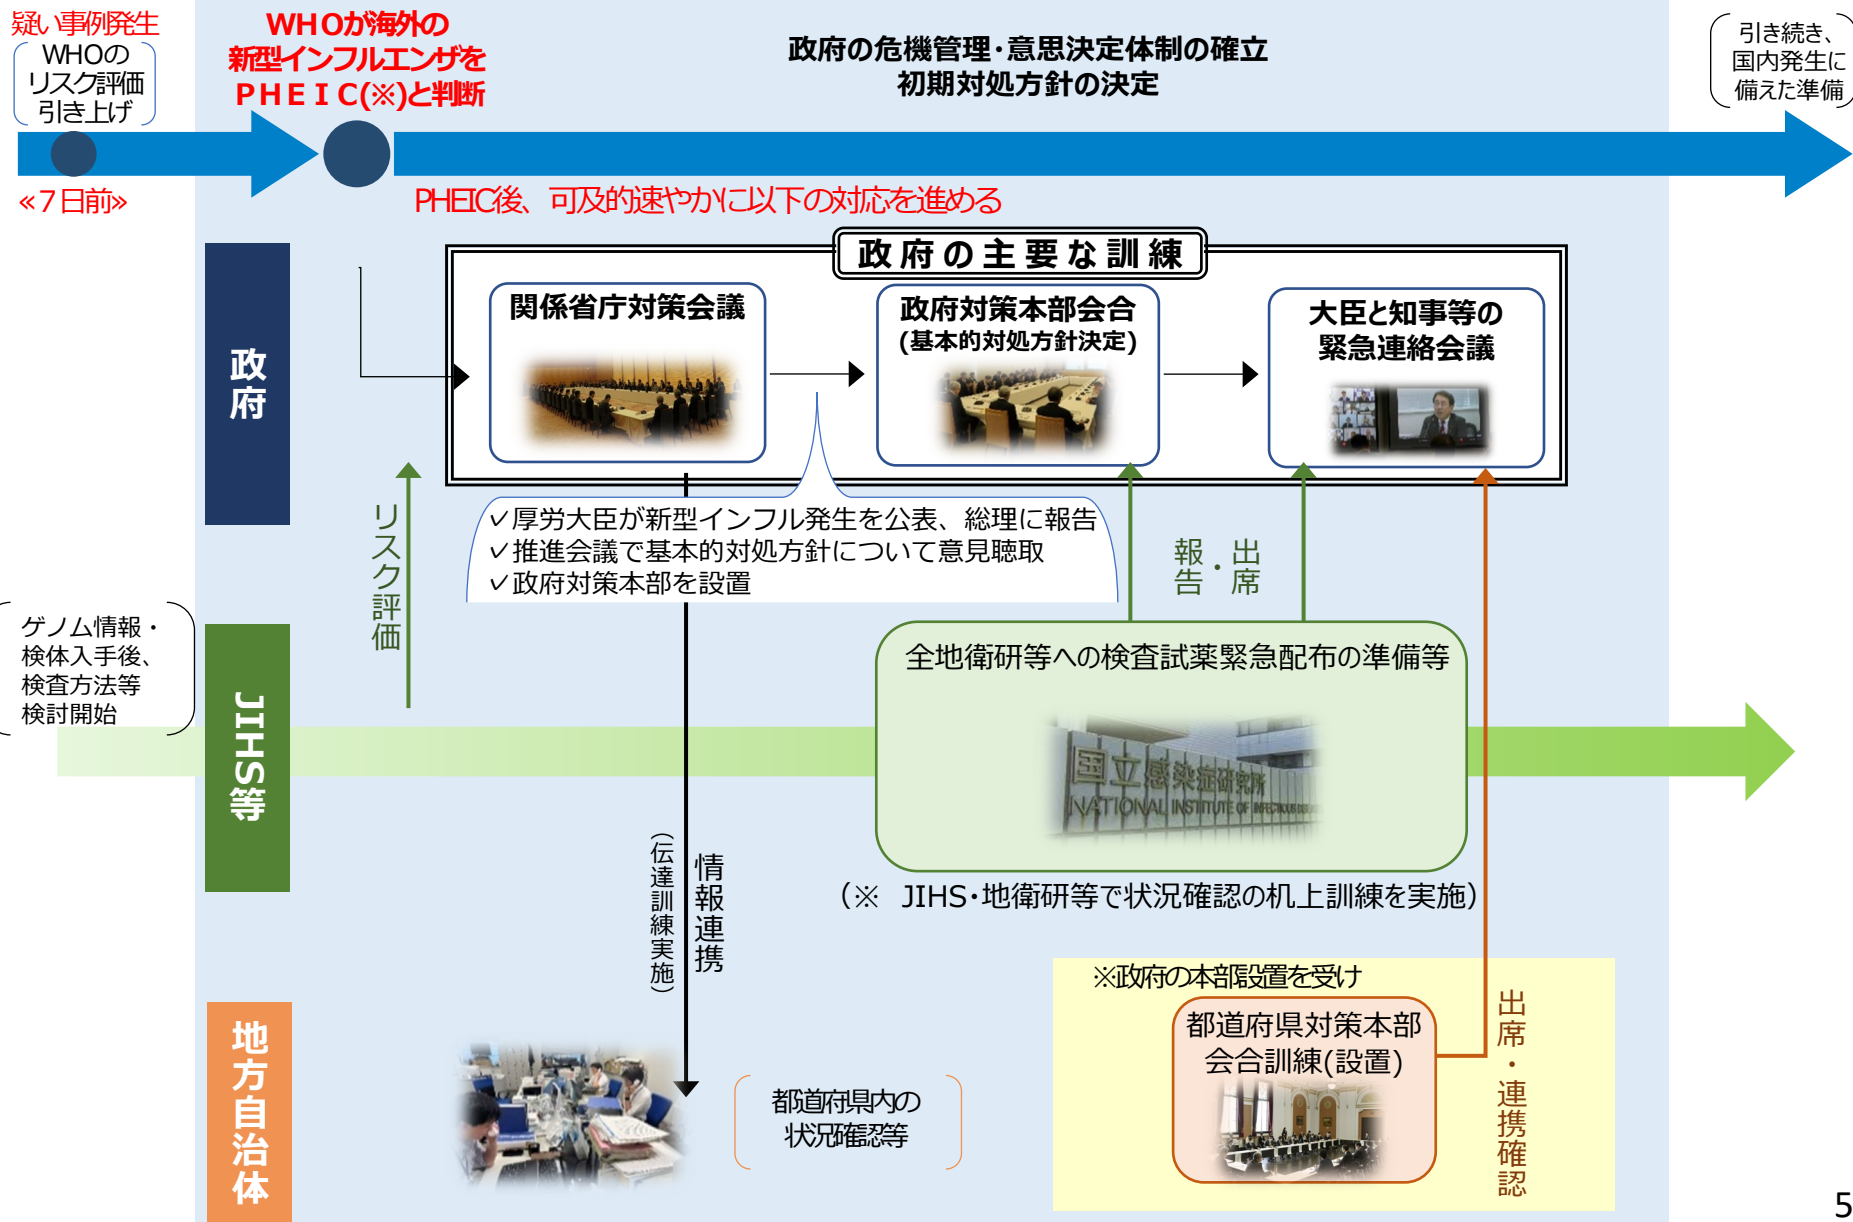 疑い事例発生
WHOの
リスク評価
引き上げ
≪7日前≫
WHOが海外の
新型インフルエンザを
PHEIC(※)と判断
政府の危機管理・意思決定体制の確立
初期対処方針の決定
引き続き、
国内発生に
備えた準備
PHEIC後、可及的速やかに以下の対応を進める
政府
政府の主要な訓練
関係省庁対策会議
政府対策本部会合
(基本的対処方針決定)
大臣と知事等の
緊急連絡会議
✓厚労大臣が新型インフル発生を公表、総理に報告
✓推進会議で基本的対処方針について意見聴取
✓政府対策本部を設置
リスク評価
報告・出席
ゲノム情報・
検体入手後、
検査方法等
検討開始
JIHS等
全地衛研等への検査試薬緊急配布の準備等
国立感染症研究所
NATIONAL INSTITUTE OF INFECTIOUS
(※ JIHS・地衛研等で状況確認の机上訓練を実施)
情報連携
(伝達訓練実施)
地方自治体
都道府県内の
状況確認等
※政府の本部設置を受け
都道府県対策本部
会合訓練(設置)
出席・連携確認
5